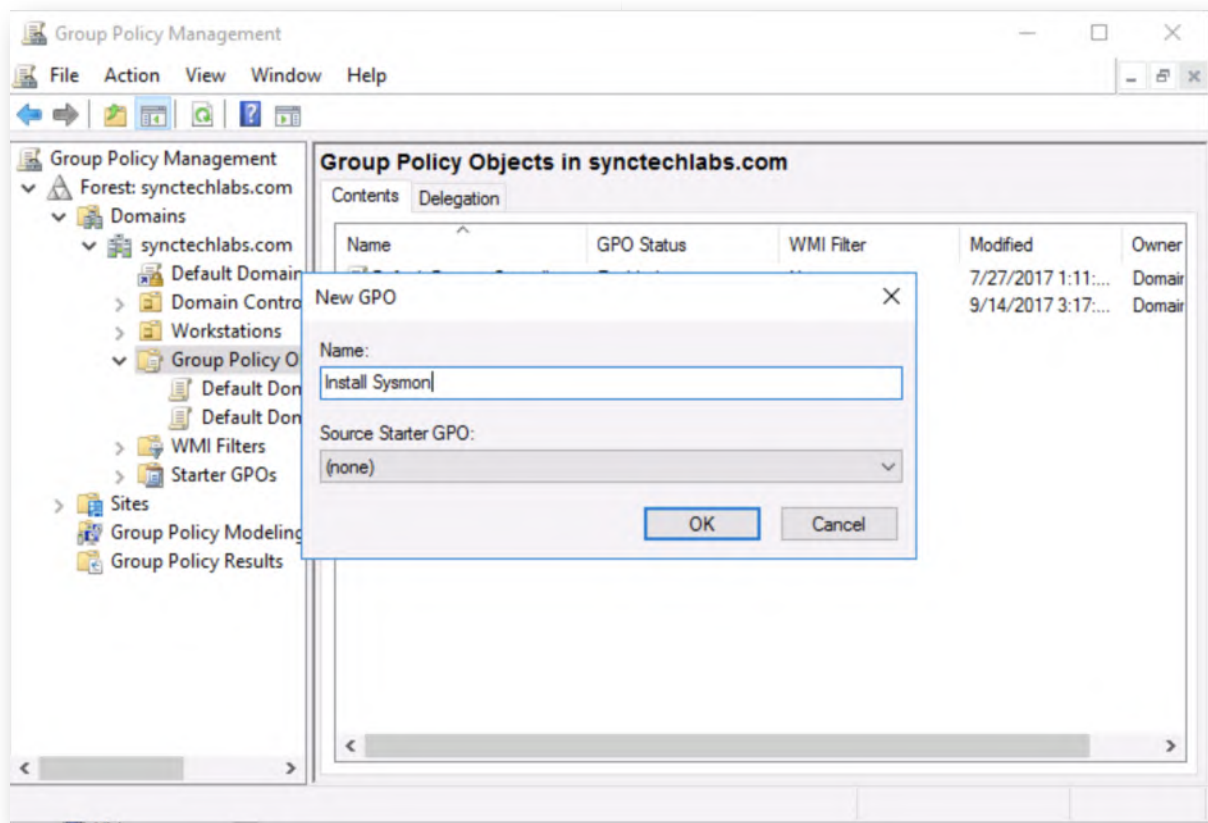 Group Policy Management
File Action View Window Help
Group Policy Management
Forest: synctechlabs.com
Domains
synctechlabs.com
Default Domain
Domain Contro
Workstations
Group Policy O
Default Don
Default Don
WMI Filters
Starter GPOs
Sites
Group Policy Modeling
Group Policy Results
Group Policy Objects in synctechlabs.com
Contents Delegation
Name GPO Status WMI Filter Modified Owner
7/27/2017 1:11:... Domair
9/14/2017 3:17:... Domair
New GPO
Name:
Install Sysmon
Source Starter GPO:
(none)
OK Cancel